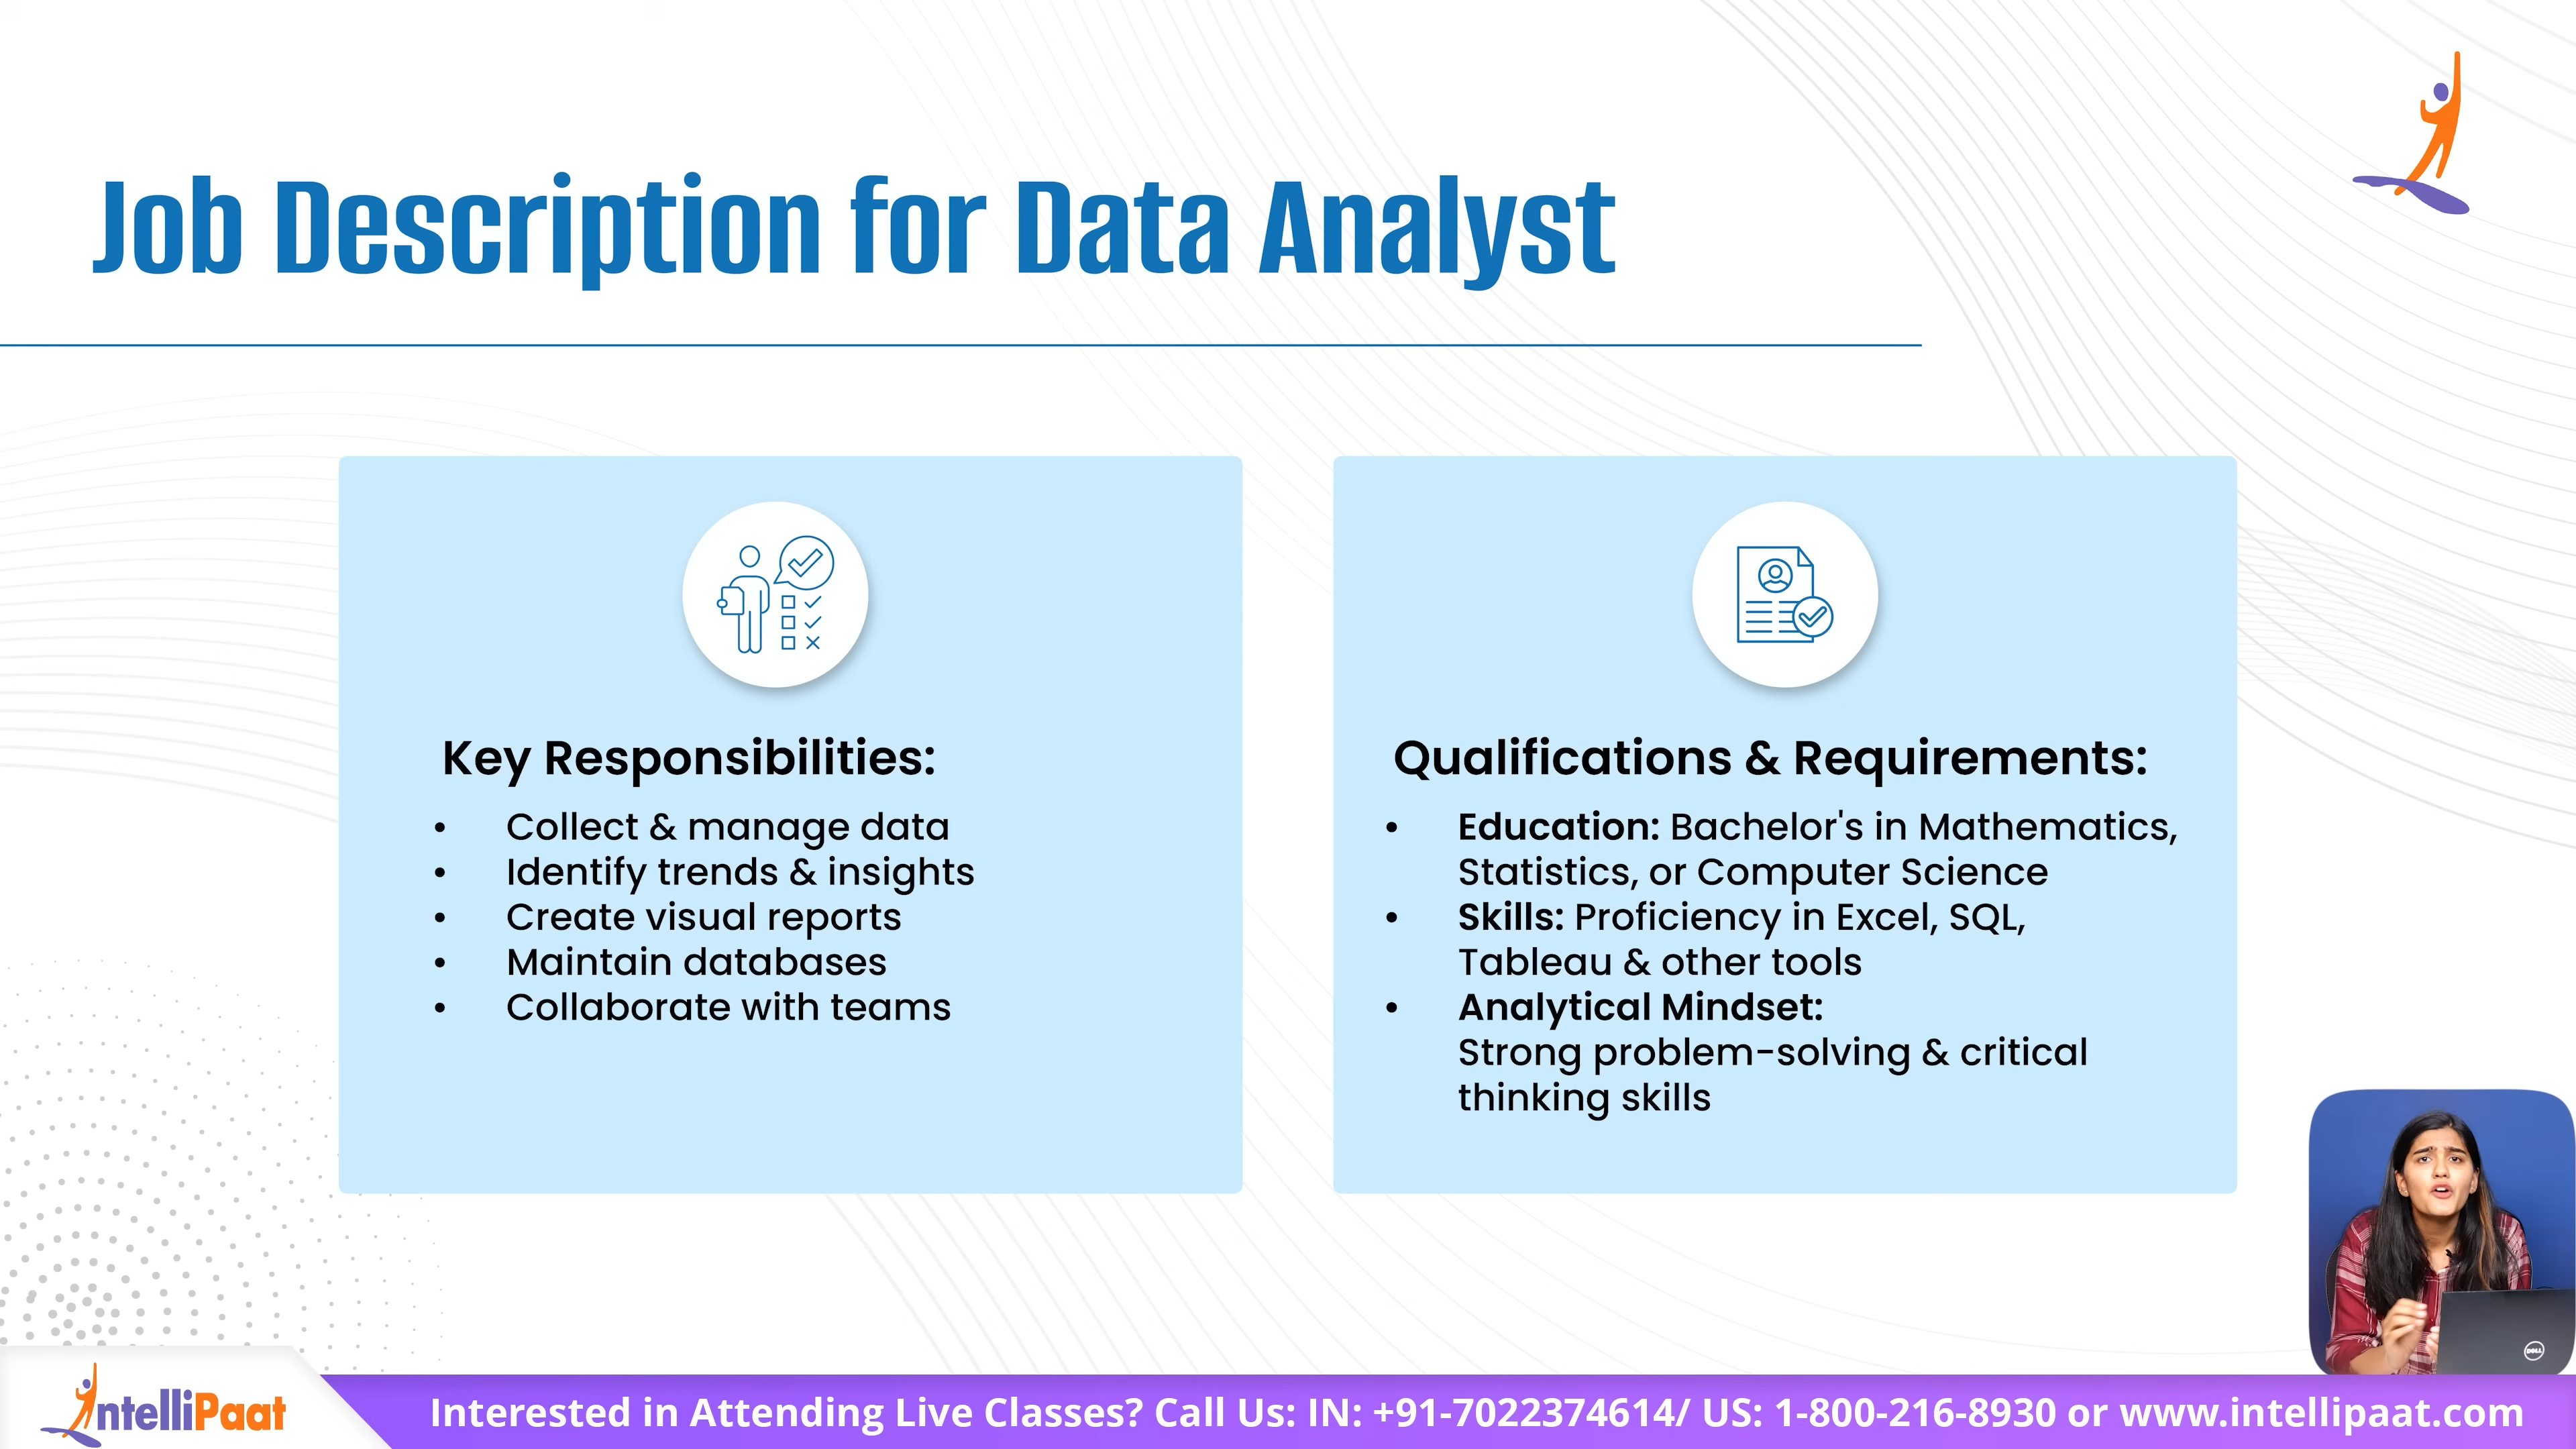 Job Description for Data Analyst
Key Responsibilities:
• Collect & manage data
• Identify trends & insights
• Create visual reports
• Maintain databases
• Collaborate with teams
Qualifications & Requirements:
• Education: Bachelor's in Mathematics,
Statistics, or Computer Science
• Skills: Proficiency in Excel, SQL,
Tableau & other tools
• Analytical Mindset:
Strong problem-solving & critical
thinking skills
DELL
IntelliPaat
Interested in Attending Live Classes? Call Us: IN: +91-7022374614/ US: 1-800-216-8930 or www.intellipaat.com